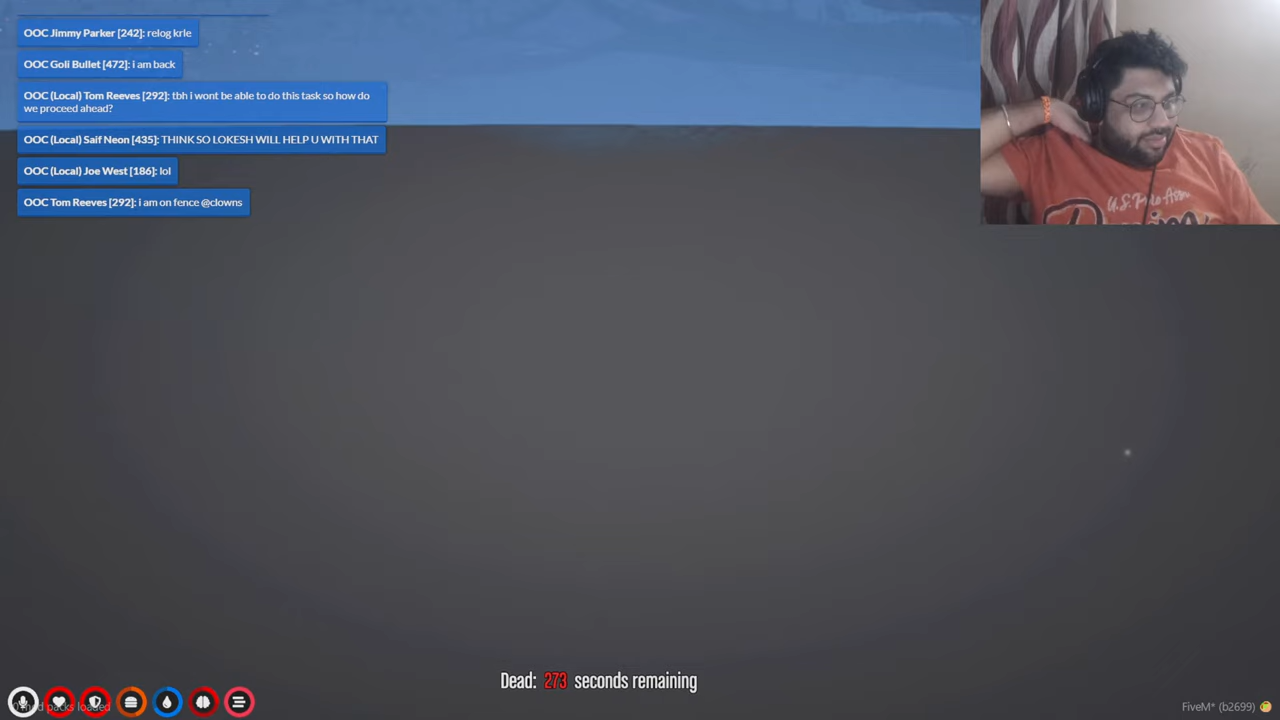 OOC Jimmy Parker [242]: relog krle
OOC Goli Bullet [472]: i am back
OOC (Local) Tom Reeves [292]: tbh i wont be able to do this task so how do
we proceed ahead?
OOC (Local) Saif Neon [435]: THINK SO LOKESH WILL HELP U WITH THAT
OOC (Local) Joe West [186]: lol
OOC Tom Reeves [292]: i am on fence @clowns
U.S. Polo Assn
Dead: 273 seconds remaining
packs loaded
FiveM* (b2699)